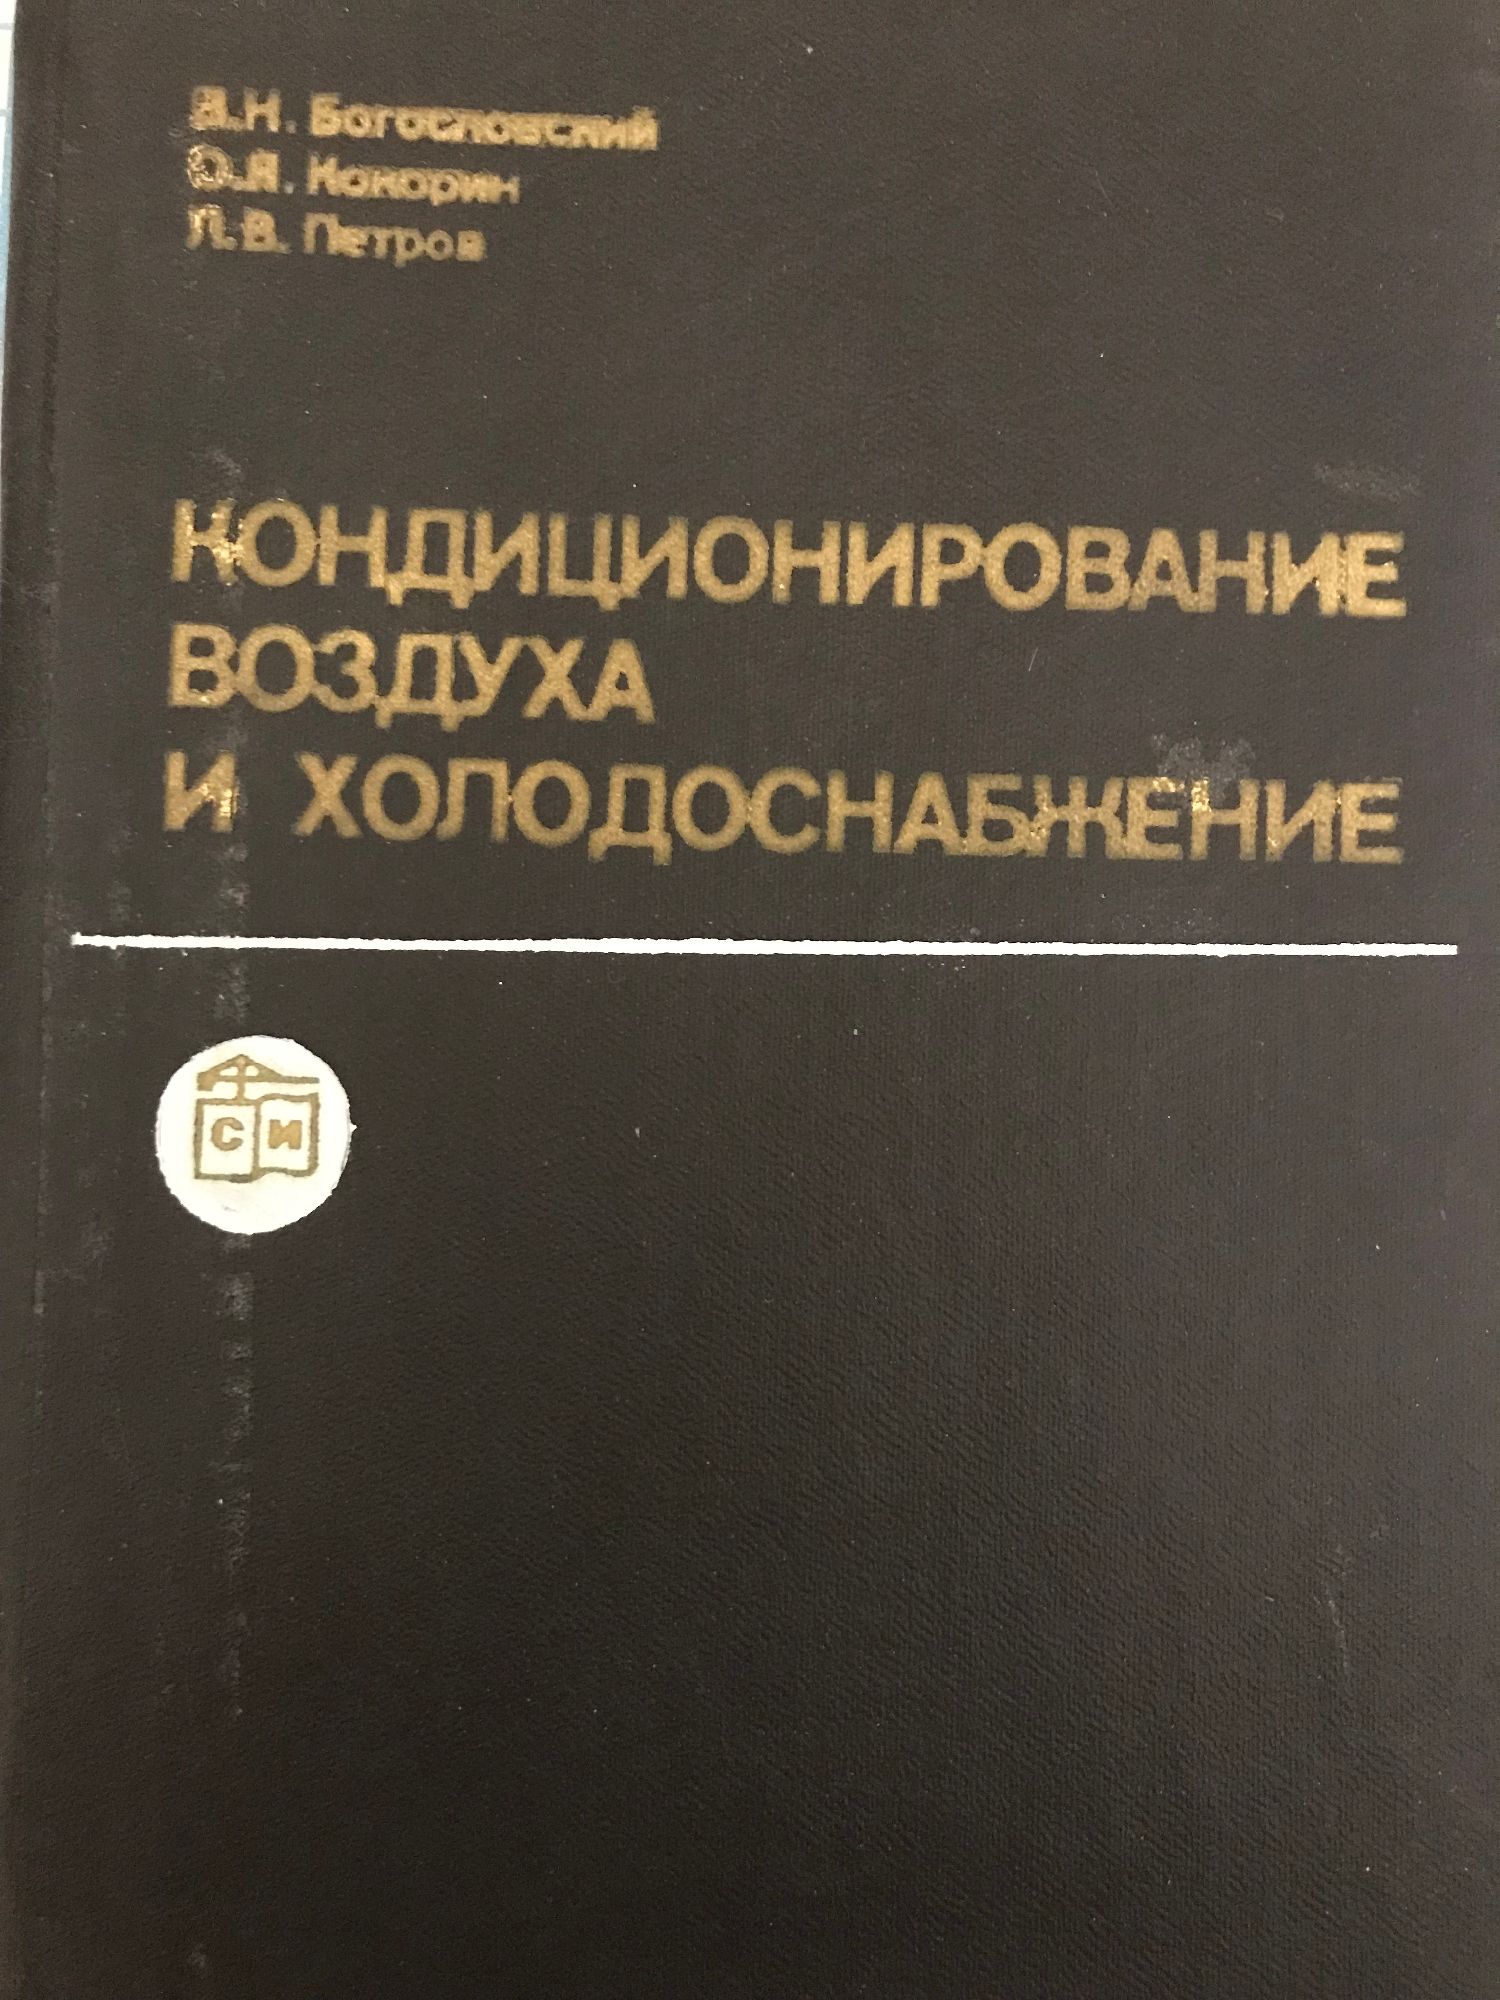 В.Н. Богословский
О.Я. Кокорин
Л.В. Петров
КОНДИЦИОНИРОВАНИЕ
ВОЗДУХА
И ХОЛОДОСНАБЖЕНИЕ
С И